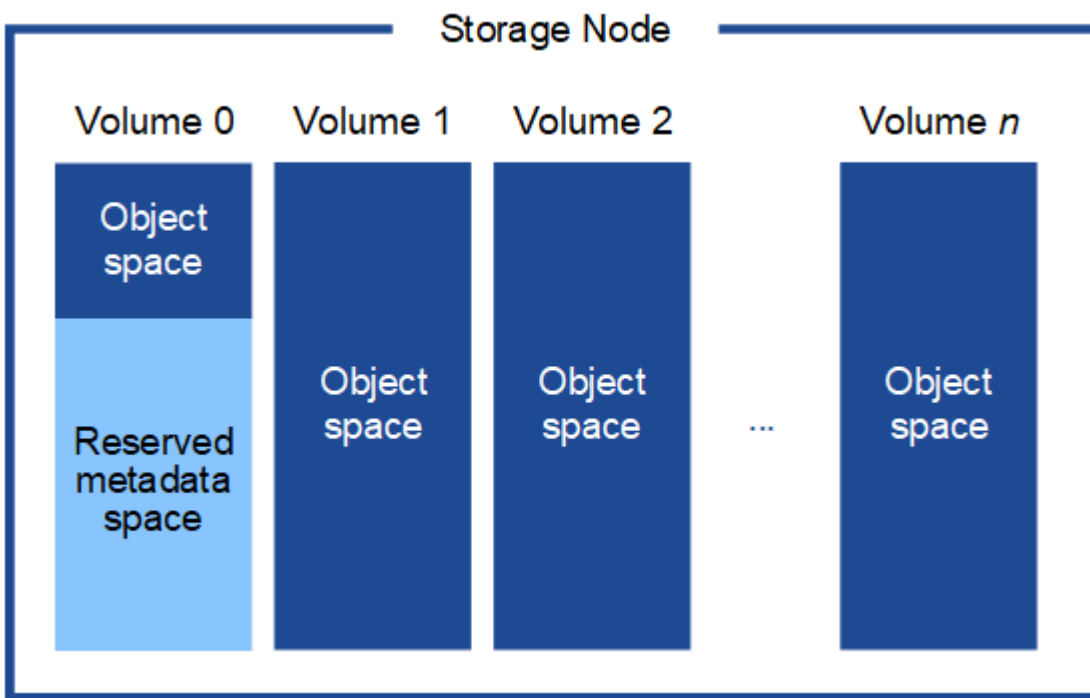 Storage Node
Volume 0
Volume 1
Volume 2
Volume n
Object
space
Reserved
metadata
space
Object
space
Object
space
...
Object
space